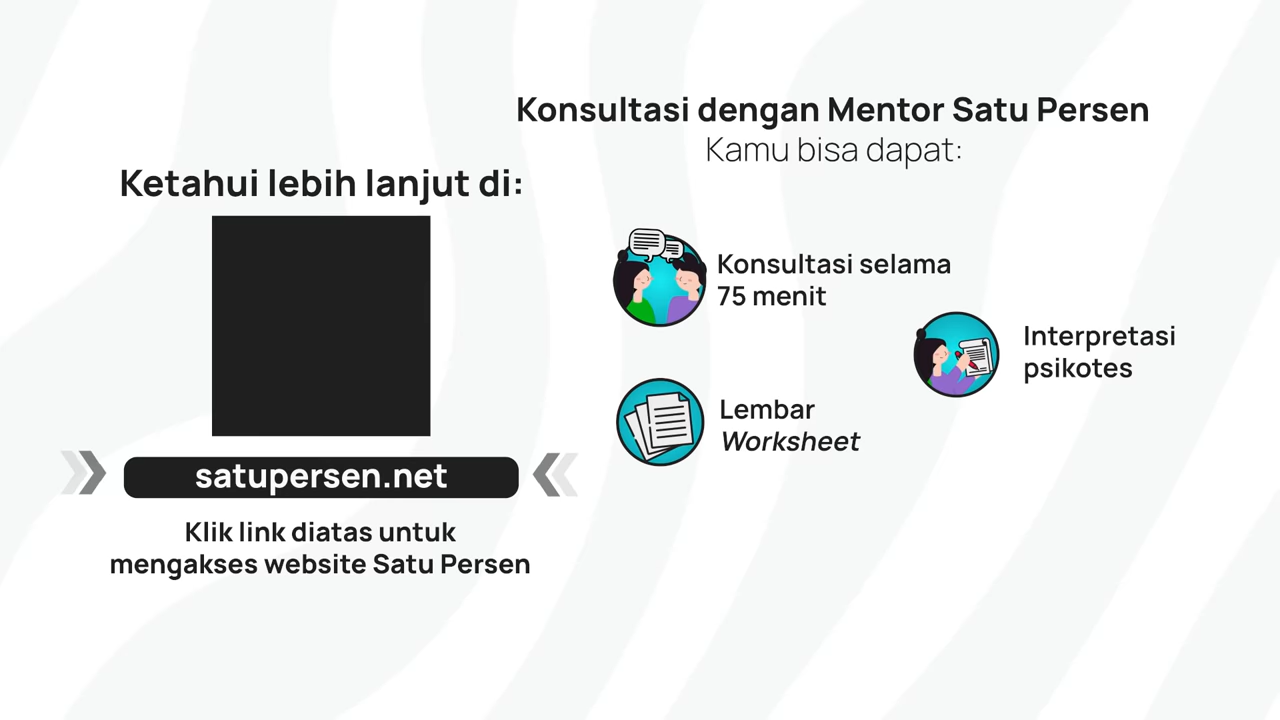 Ketahui lebih lanjut di:
satupersen.net
Klik link diatas untuk
mengakses website Satu Persen
Konsultasi dengan Mentor Satu Persen
Kamu bisa dapat:
Konsultasi selama
75 menit
Interpretasi
psikotes
Lembar
Worksheet